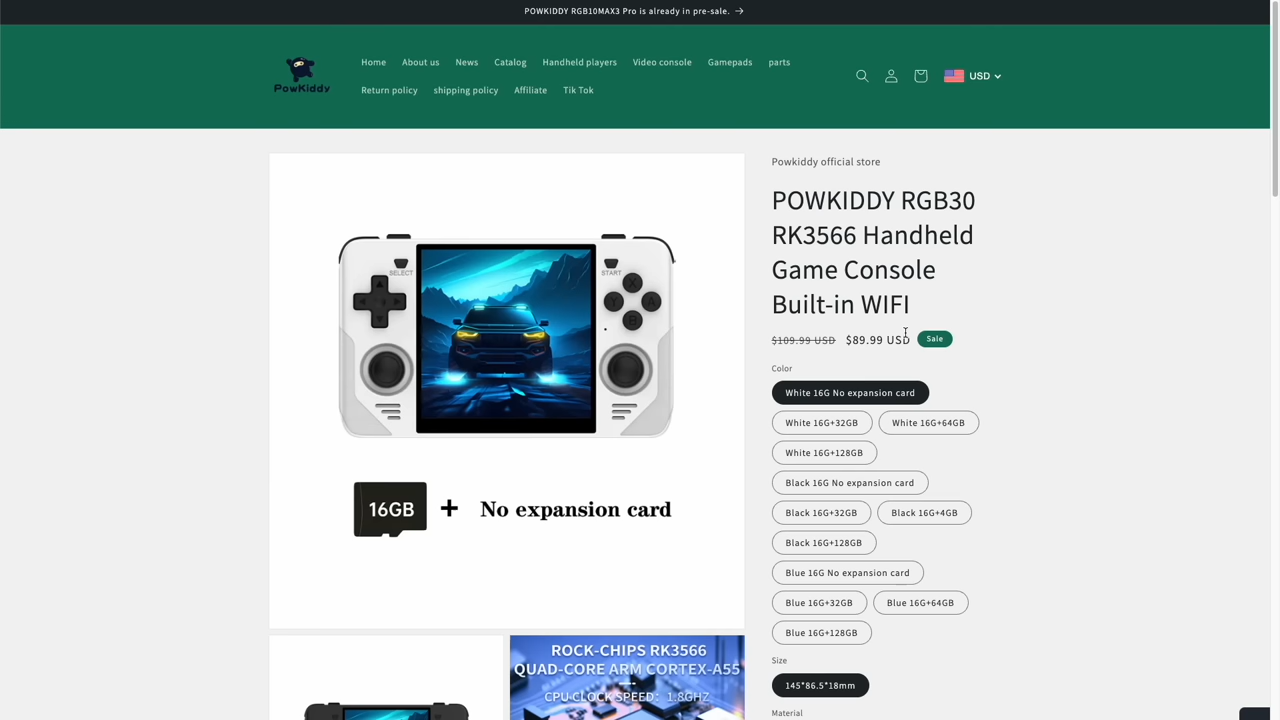 POWKIDDY RGB10MAX3 Pro is already in pre-sale. →
PowKiddy
Home About us News Catalog Handheld players Video console Gamepads parts
Return policy shipping policy Affiliate Tik Tok
USD
Powkiddy official store
POWKIDDY RGB30
RK3566 Handheld
Game Console
Built-in WIFI
$109.99 USD $89.99 USD Sale
Color
White 16G No expansion card
White 16G+32GB White 16G+64GB
White 16G+128GB
Black 16G No expansion card
Black 16G+32GB Black 16G+4GB
Black 16G+128GB
Blue 16G No expansion card
Blue 16G+32GB Blue 16G+64GB
Blue 16G+128GB
Size
145*86.5*18mm
Material
SELECT START
X
Y A
B
16GB + No expansion card
ROCK-CHIPS RK3566
QUAD-CORE ARM CORTEX-A55
CPU CLOCK SPEED: 1.8GHZ